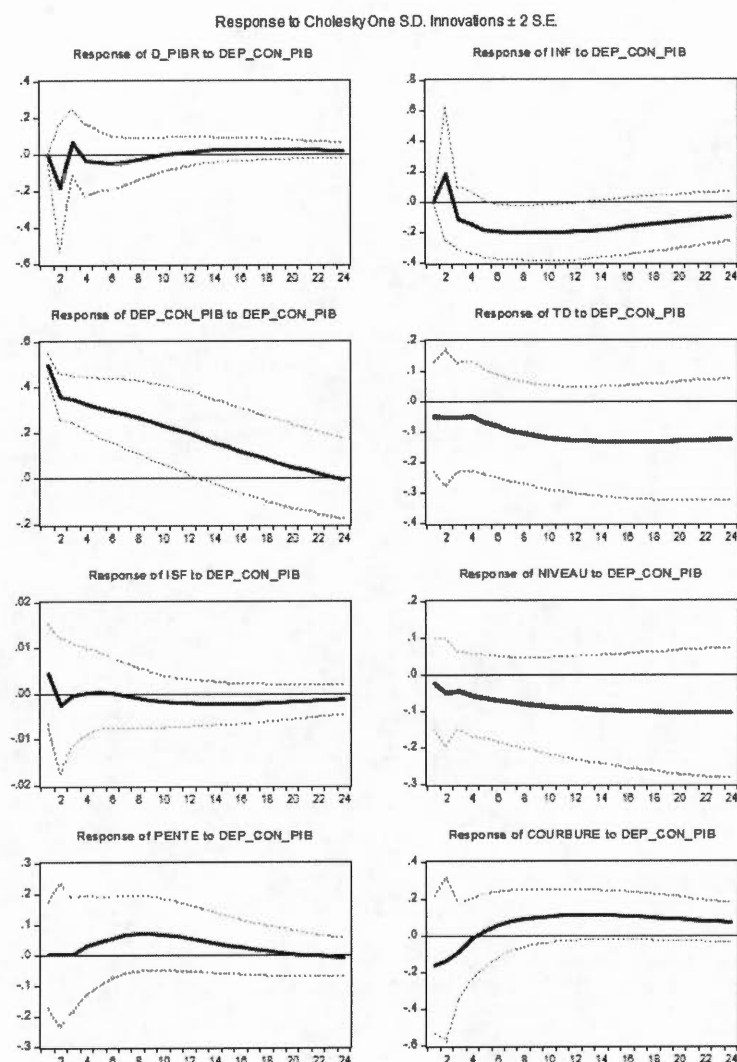 Response to Cholesky One S.D. Innovations ± 2 S.E.
Response of D_PIBR to DEP_CON_PIB
.4
.2
.0
-.2
-.4
-.6
2 4 6 8 10 12 14 16 18 20 22 24
Response of INF to DEP_CON_PIB
.8
.6
.4
.2
.0
-.2
-.4
2 4 6 8 10 12 14 16 18 20 22 24
Response of DEP_CON_PIB to DEP_CON_PIB
.6
.4
.2
.0
-.2
2 4 6 8 10 12 14 16 18 20 22 24
Response of TD to DEP_CON_PIB
.2
.1
.0
-.1
-.2
-.3
-.4
2 4 6 8 10 12 14 16 18 20 22 24
Response of ISF to DEP_CON_PIB
.02
.01
.00
-.01
-.02
2 4 6 8 10 12 14 16 18 20 22 24
Response of NIVEAU to DEP_CON_PIB
.2
.1
.0
-.1
-.2
-.3
2 4 6 8 10 12 14 16 18 20 22 24
Response of PENTE to DEP_CON_PIB
.3
.2
.1
.0
-.1
-.2
-.3
2 4 6 8 10 12 14 16 18 20 22 24
Response of COURBURE to DEP_CON_PIB
.4
.2
.0
-.2
-.4
-.6
2 4 6 8 10 12 14 16 18 20 22 24